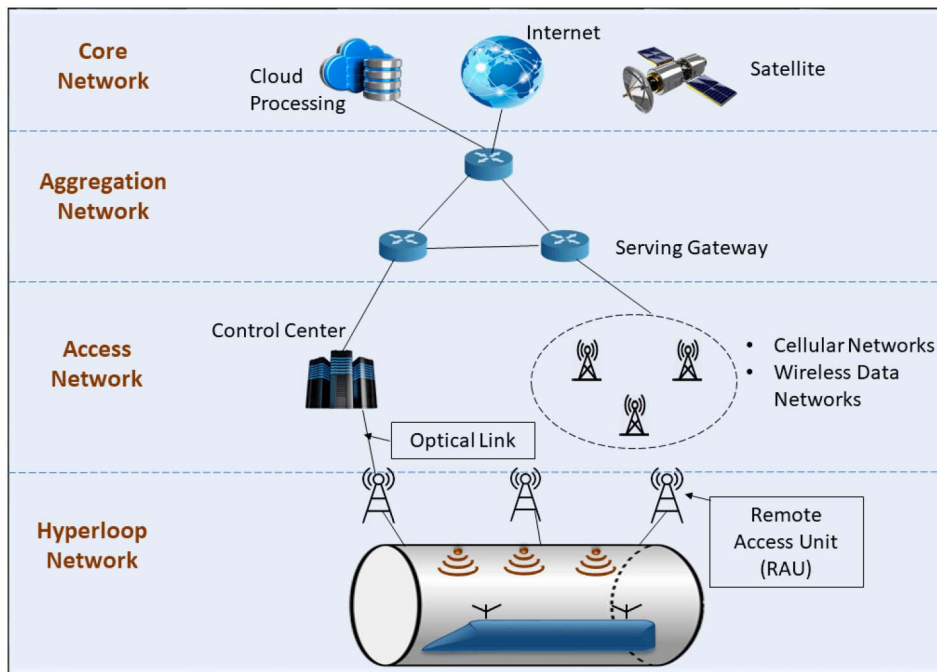 Core
Network
Cloud
Processing
Internet
Satellite
Aggregation
Network
Serving Gateway
Access
Network
Control Center
• Cellular Networks
• Wireless Data
Networks
Optical Link
Hyperloop
Network
Remote
Access Unit
(RAU)